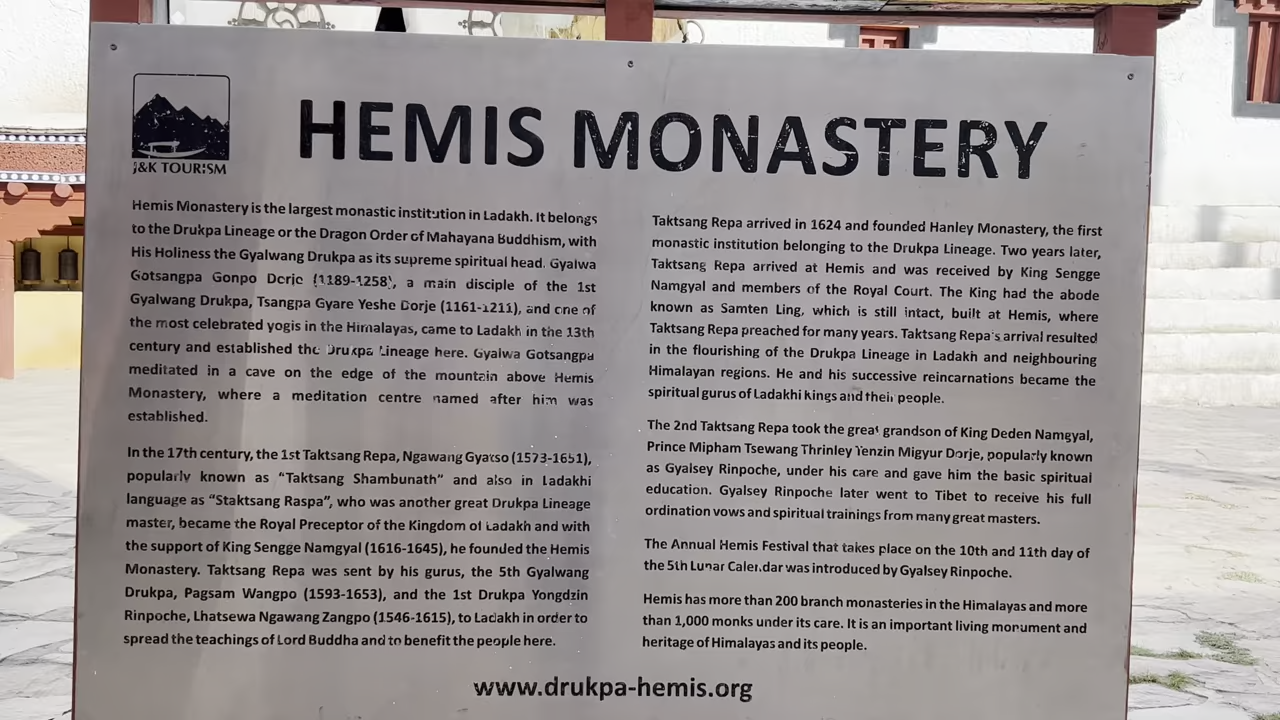 J&K TOURISM
HEMIS MONASTERY
Hemis Monastery is the largest monastic institution in Ladakh. It belongs
to the Drukpa Lineage or the Dragon Order of Mahayana Buddhism, with
His Holiness the Gyalwang Drukpa as its supreme spiritual head. Gyalwa
Gotsangpa Gonpo Dorje (1189-1258), a main disciple of the 1st
Gyalwang Drukpa, Tsangpa Gyare Yeshe Dorje (1161-1211), and one of
the most celebrated yogis in the Himalayas, came to Ladakh in the 13th
century and established the Drukpa Lineage here. Gyalwa Gotsangpa
meditated in a cave on the edge of the mountain above Hemis
Monastery, where a meditation centre named after him was
established.
In the 17th century, the 1st Taktsang Repa, Ngawang Gyatso (1573-1651),
popularly known as "Taktsang Shambunath" and also in Ladakhi
language as "Staktsang Raspa", who was another great Drukpa Lineage
master, became the Royal Preceptor of the Kingdom of Ladakh and with
the support of King Sengge Namgyal (1616-1645), he founded the Hemis
Monastery. Taktsang Repa was sent by his gurus, the 5th Gyalwang
Drukpa, Pagsam Wangpo (1593-1653), and the 1st Drukpa Yongdzin
Rinpoche, Lhatsewa Ngawang Zangpo (1546-1615), to Ladakh in order to
spread the teachings of Lord Buddha and to benefit the people here.
Taktsang Repa arrived in 1624 and founded Hanley Monastery, the first
monastic institution belonging to the Drukpa Lineage. Two years later,
Taktsang Repa arrived at Hemis and was received by King Sengge
Namgyal and members of the Royal Court. The King had the abode
known as Samten Ling, which is still intact, built at Hemis, where
Taktsang Repa preached for many years. Taktsang Repa's arrival resulted
in the flourishing of the Drukpa Lineage in Ladakh and neighbouring
Himalayan regions. He and his successive reincarnations became the
spiritual gurus of Ladakhi kings and their people.
The 2nd Taktsang Repa took the great grandson of King Deden Namgyal,
Prince Mipham Tsewang Thrinley Tenzin Migyur Dorje, popularly known
as Gyalsey Rinpoche, under his care and gave him the basic spiritual
education. Gyalsey Rinpoche later went to Tibet to receive his full
ordination vows and spiritual trainings from many great masters.
The Annual Hemis Festival that takes place on the 10th and 11th day of
the 5th Lunar Calendar was introduced by Gyalsey Rinpoche.
Hemis has more than 200 branch monasteries in the Himalayas and more
than 1,000 monks under its care. It is an important living monument and
heritage of Himalayas and its people.
www.drukpa-hemis.org